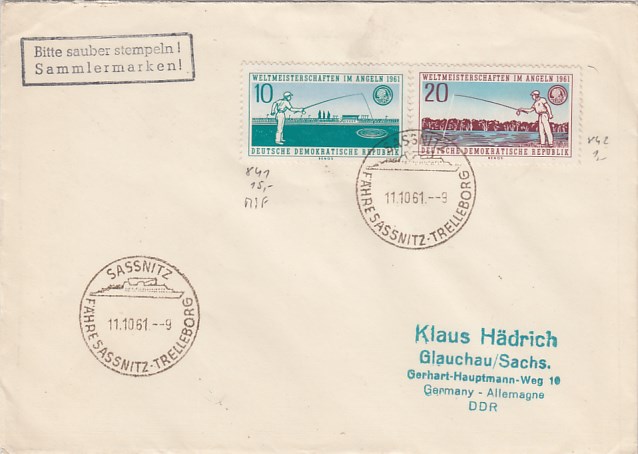 Bitte sauber stempeln!
Sammlermarken!
WELTMEISTERSCHAFTEN IM ANGELN 1961
10
DEUTSCHE DEMOKRATISCHE REPUBLIK
WELTMEISTERSCHAFTEN IM ANGELN 1961
20
DEUTSCHE DEMOKRATISCHE REPUBLIK
841
15,-
842
1,-
SASSNITZ
11.10.61.--9
FÄHRE SASSNITZ-TRELLEBORG
SASSNITZ
11.10.61.--9
FÄHRE SASSNITZ-TRELLEBORG
Klaus Hädrich
Glauchau/Sachs.
Gerhart-Hauptmann-Weg 10
Germany - Allemagne
DDR